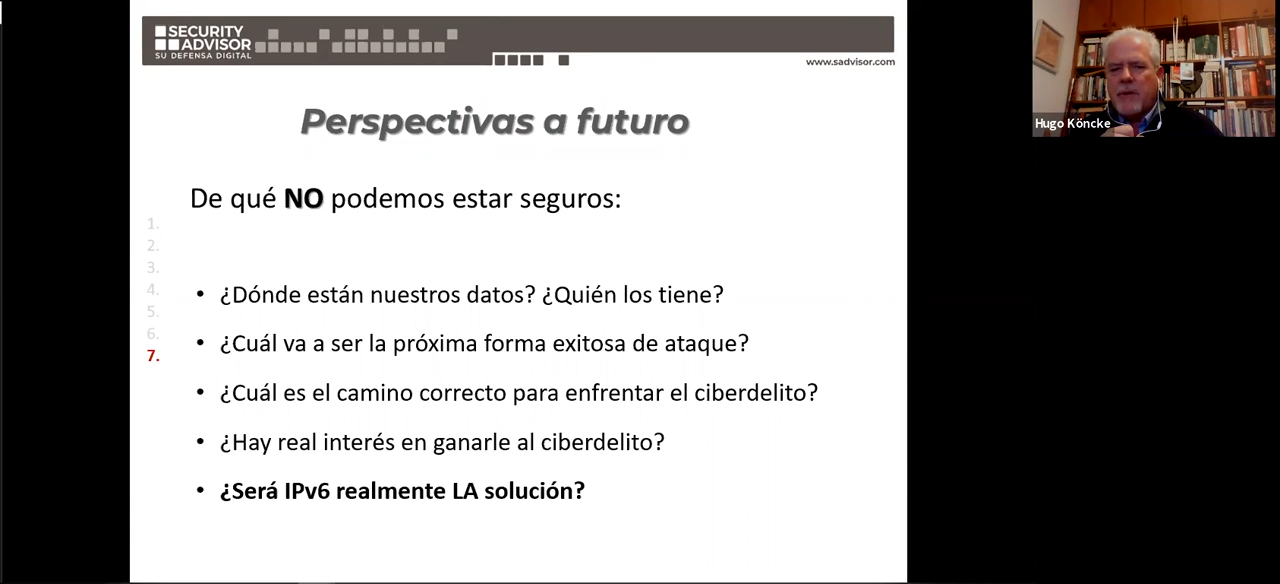 SECURITY
ADVISOR
SU DEFENSA DIGITAL
www.sadvisor.com
Hugo Köncke
Perspectivas a futuro
De qué NO podemos estar seguros:
1.
2.
3.
4.
5.
6.
7.
• ¿Dónde están nuestros datos? ¿Quién los tiene?
• ¿Cuál va a ser la próxima forma exitosa de ataque?
• ¿Cuál es el camino correcto para enfrentar el ciberdelito?
• ¿Hay real interés en ganarle al ciberdelito?
• ¿Será IPv6 realmente LA solución?